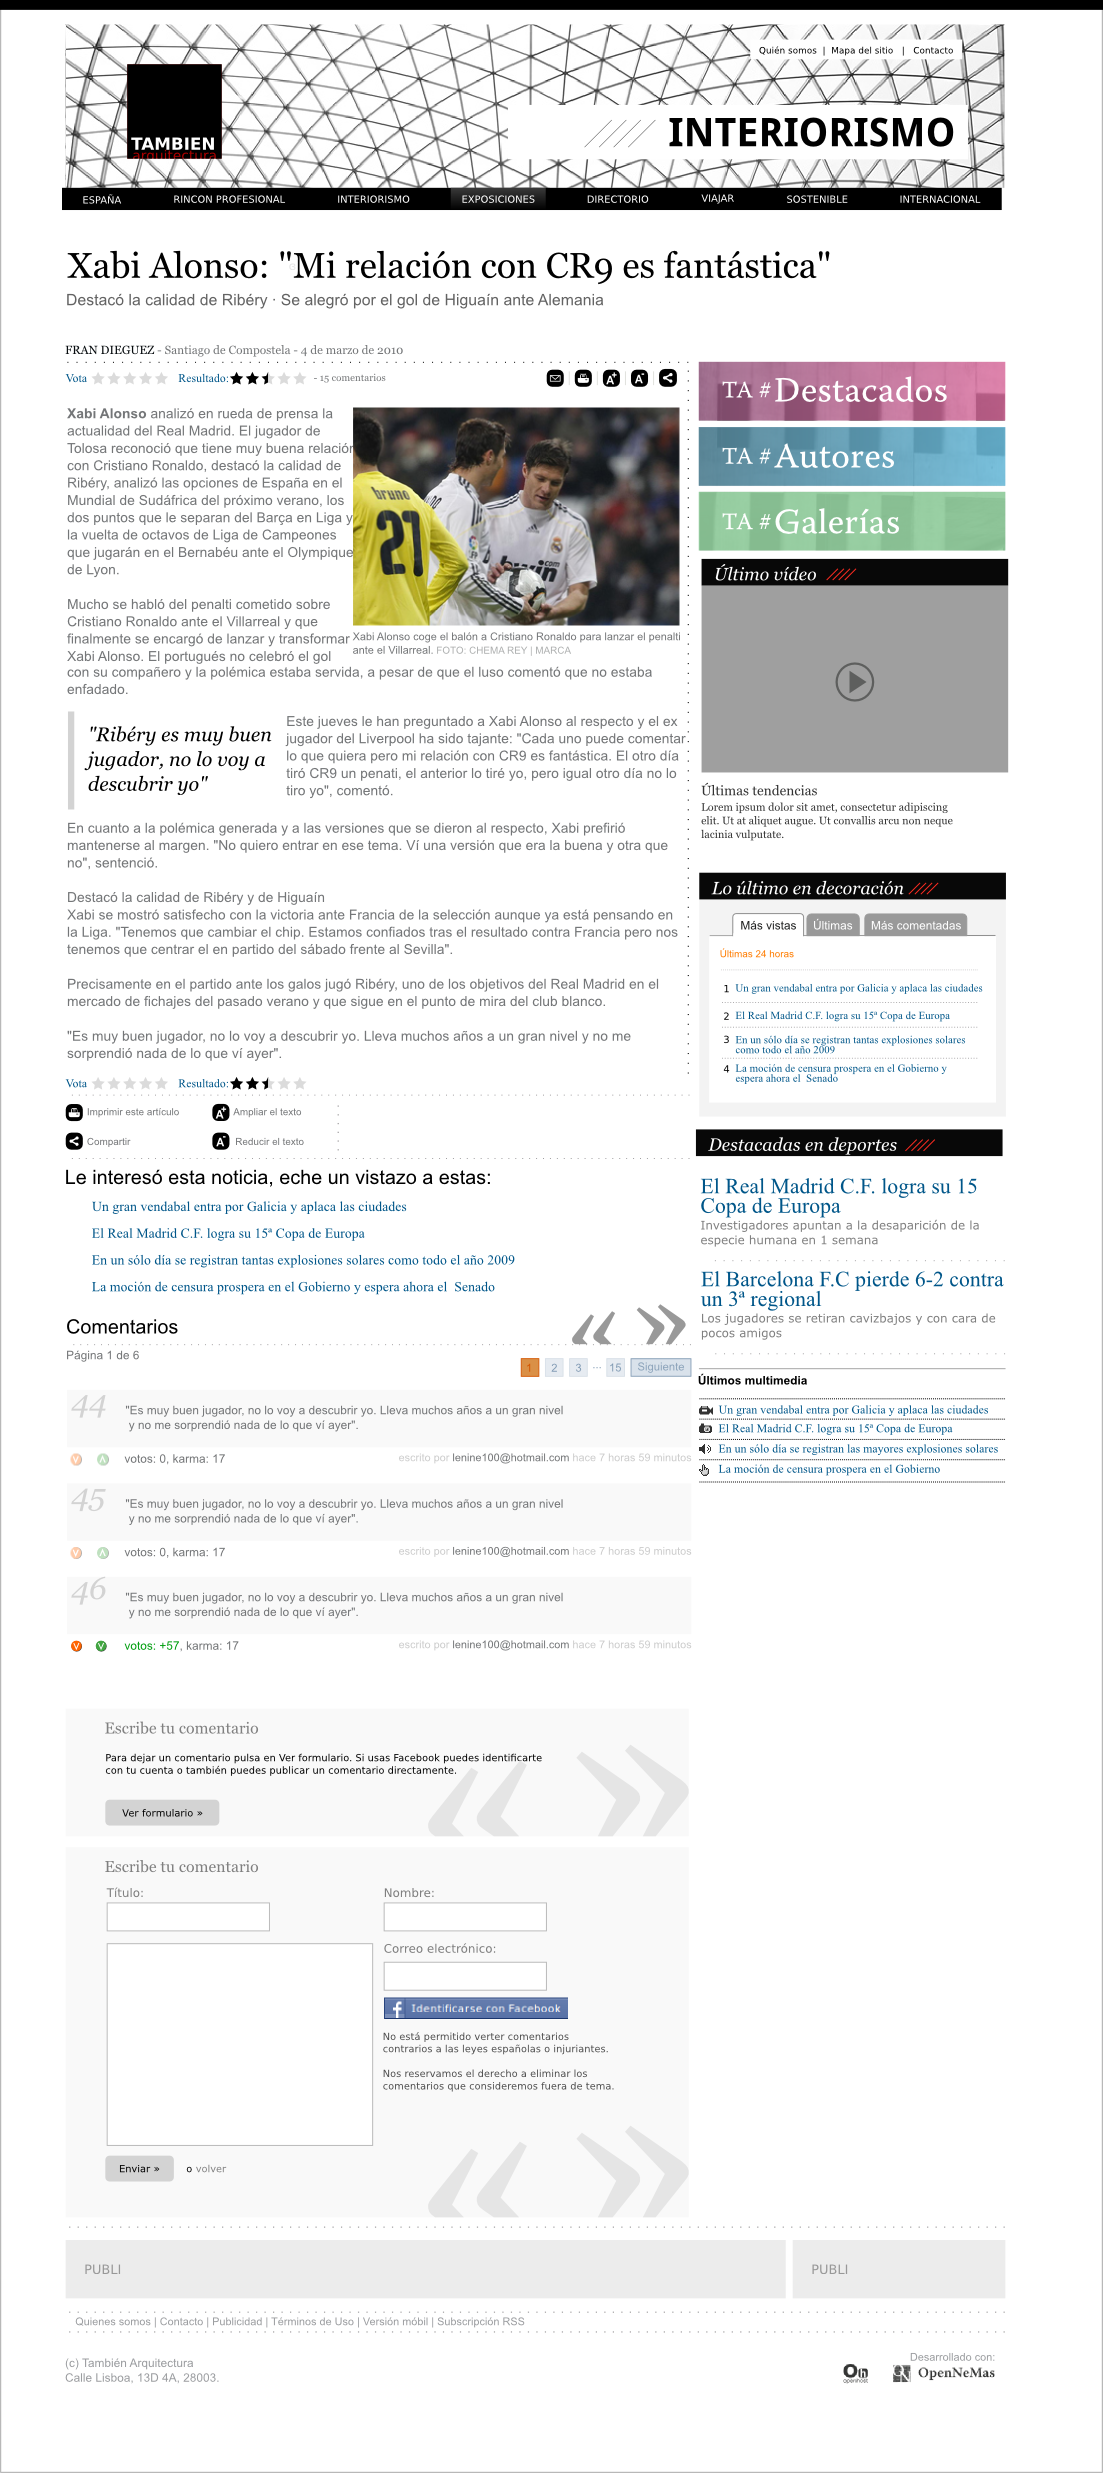 Quién somos | Mapa del sitio | Contacto
TAMBIEN
arquitectura
INTERIORISMO
ESPAÑA RINCON PROFESIONAL INTERIORISMO EXPOSICIONES DIRECTORIO VIAJAR SOSTENIBLE INTERNACIONAL
Xabi Alonso: "Mi relación con CR9 es fantástica"
Destacó la calidad de Ribéry · Se alegró por el gol de Higuaín ante Alemania
FRAN DIEGUEZ - Santiago de Compostela - 4 de marzo de 2010
Vota Resultado: - 15 comentarios
Xabi Alonso analizó en rueda de prensa la
actualidad del Real Madrid. El jugador de
Tolosa reconoció que tiene muy buena relación
con Cristiano Ronaldo, destacó la calidad de
Ribéry, analizó las opciones de España en el
Mundial de Sudáfrica del próximo verano, los
dos puntos que le separan del Barça en Liga y
la vuelta de octavos de Liga de Campeones
que jugarán en el Bernabéu ante el Olympique
de Lyon.
bruno
21
bwin
Mucho se habló del penalti cometido sobre
Cristiano Ronaldo ante el Villarreal y que
finalmente se encargó de lanzar y transformar
Xabi Alonso. El portugués no celebró el gol
con su compañero y la polémica estaba servida, a pesar de que el luso comentó que no estaba
enfadado.
Xabi Alonso coge el balón a Cristiano Ronaldo para lanzar el penalti
ante el Villarreal. FOTO: CHEMA REY | MARCA
"Ribéry es muy buen
jugador, no lo voy a
descubrir yo"
Este jueves le han preguntado a Xabi Alonso al respecto y el ex
jugador del Liverpool ha sido tajante: "Cada uno puede comentar
lo que quiera pero mi relación con CR9 es fantástica. El otro día
tiró CR9 un penati, el anterior lo tiré yo, pero igual otro día no lo
tiro yo", comentó.
En cuanto a la polémica generada y a las versiones que se dieron al respecto, Xabi prefirió
mantenerse al margen. "No quiero entrar en ese tema. Ví una versión que era la buena y otra que
no", sentenció.
Destacó la calidad de Ribéry y de Higuaín
Xabi se mostró satisfecho con la victoria ante Francia de la selección aunque ya está pensando en
la Liga. "Tenemos que cambiar el chip. Estamos confiados tras el resultado contra Francia pero nos
tenemos que centrar el en partido del sábado frente al Sevilla".
Precisamente en el partido ante los galos jugó Ribéry, uno de los objetivos del Real Madrid en el
mercado de fichajes del pasado verano y que sigue en el punto de mira del club blanco.
"Es muy buen jugador, no lo voy a descubrir yo. Lleva muchos años a un gran nivel y no me
sorprendió nada de lo que ví ayer".
Vota Resultado:
Imprimir este artículo Ampliar el texto
Compartir Reducir el texto
Le interesó esta noticia, eche un vistazo a estas:
Un gran vendabal entra por Galicia y aplaca las ciudades
El Real Madrid C.F. logra su 15ª Copa de Europa
En un sólo día se registran tantas explosiones solares como todo el año 2009
La moción de censura prospera en el Gobierno y espera ahora el Senado
Comentarios
Página 1 de 6
1 2 3 ... 15 Siguiente
44
"Es muy buen jugador, no lo voy a descubrir yo. Lleva muchos años a un gran nivel
y no me sorprendió nada de lo que ví ayer".
votos: 0, karma: 17 escrito por lenine100@hotmail.com hace 7 horas 59 minutos
45
"Es muy buen jugador, no lo voy a descubrir yo. Lleva muchos años a un gran nivel
y no me sorprendió nada de lo que ví ayer".
votos: 0, karma: 17 escrito por lenine100@hotmail.com hace 7 horas 59 minutos
46
"Es muy buen jugador, no lo voy a descubrir yo. Lleva muchos años a un gran nivel
y no me sorprendió nada de lo que ví ayer".
votos: +57, karma: 17 escrito por lenine100@hotmail.com hace 7 horas 59 minutos
Escribe tu comentario
Para dejar un comentario pulsa en Ver formulario. Si usas Facebook puedes identificarte
con tu cuenta o también puedes publicar un comentario directamente.
Ver formulario »
Escribe tu comentario
Título:
Nombre:
Correo electrónico:
Identificarse con Facebook
No está permitido verter comentarios
contrarios a las leyes españolas o injuriantes.
Nos reservamos el derecho a eliminar los
comentarios que consideremos fuera de tema.
Enviar » o volver
TA #Destacados
TA #Autores
TA #Galerías
Último vídeo ////
Últimas tendencias
Lorem ipsum dolor sit amet, consectetur adipiscing
elit. Ut at aliquet augue. Ut convallis arcu non neque
lacinia vulputate.
Lo último en decoración ////
Más vistas Últimas Más comentadas
Últimas 24 horas
1 Un gran vendabal entra por Galicia y aplaca las ciudades
2 El Real Madrid C.F. logra su 15ª Copa de Europa
3 En un sólo día se registran tantas explosiones solares
como todo el año 2009
4 La moción de censura prospera en el Gobierno y
espera ahora el Senado
Destacadas en deportes ////
El Real Madrid C.F. logra su 15
Copa de Europa
Investigadores apuntan a la desaparición de la
especie humana en 1 semana
El Barcelona F.C pierde 6-2 contra
un 3ª regional
Los jugadores se retiran cavizbajos y con cara de
pocos amigos
Últimos multimedia
Un gran vendabal entra por Galicia y aplaca las ciudades
El Real Madrid C.F. logra su 15ª Copa de Europa
En un sólo día se registran las mayores explosiones solares
La moción de censura prospera en el Gobierno
PUBLI PUBLI
Quienes somos | Contacto | Publicidad | Términos de Uso | Versión móbil | Subscripción RSS
(c) También Arquitectura
Calle Lisboa, 13D 4A, 28003.
Desarrollado con:
On
openhost
OpenNeMas